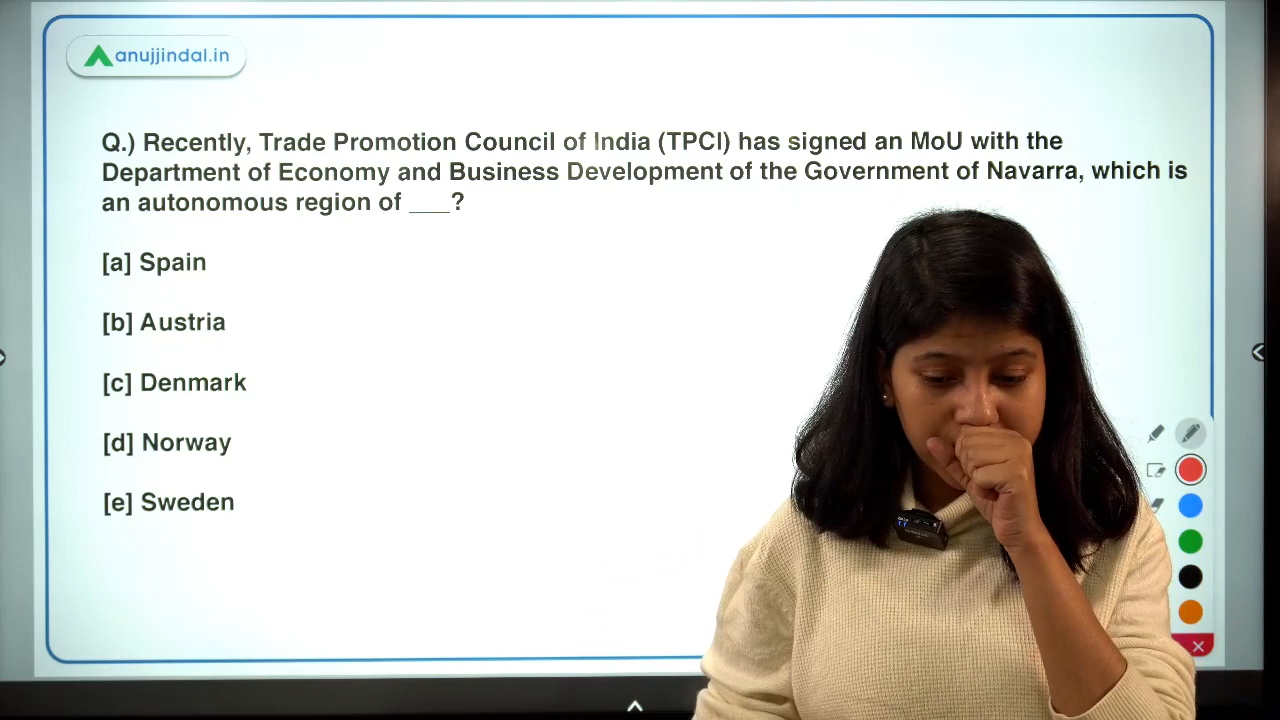 anujjindal.in
Q.) Recently, Trade Promotion Council of India (TPCI) has signed an MoU with the
Department of Economy and Business Development of the Government of Navarra, which is
an autonomous region of ___?
[a] Spain
[b] Austria
[c] Denmark
[d] Norway
[e] Sweden